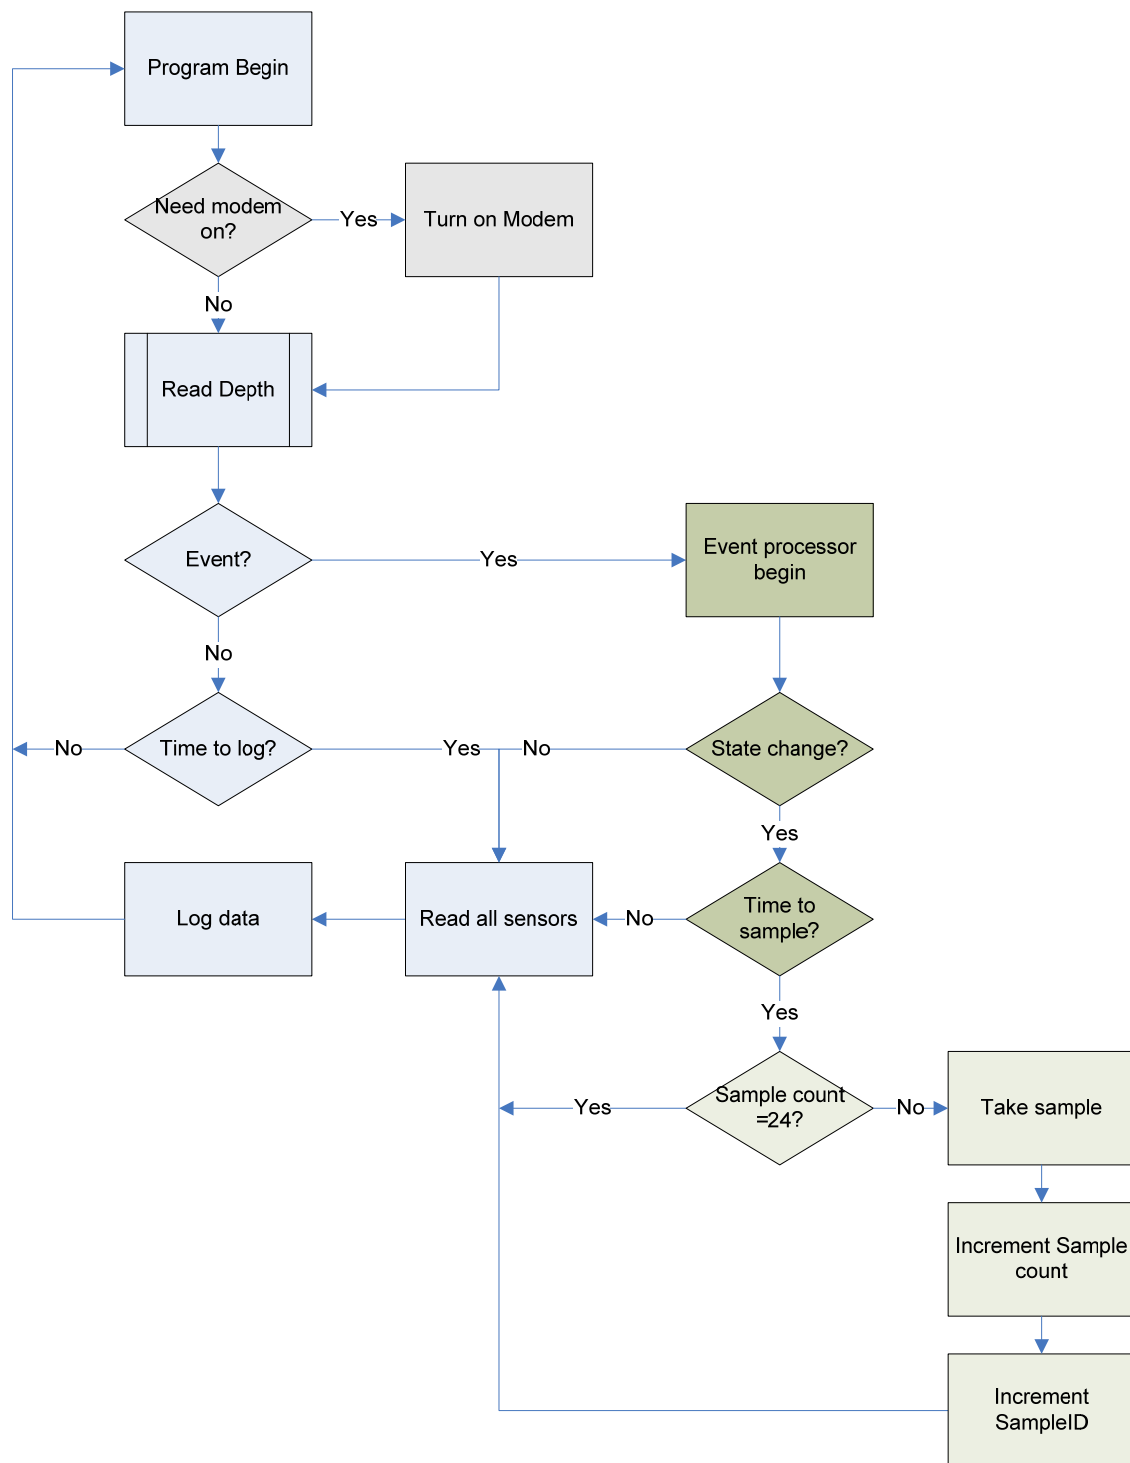 Program Begin
Need modem
on?
Yes
Turn on Modem
No
Read Depth
Event?
Yes
Event processor
begin
No
No
Time to log?
Yes
No
State change?
Yes
Log data
Read all sensors
No
Time to
sample?
Yes
Yes
Sample count
=24?
No
Take sample
Increment Sample
count
Increment
SampleID